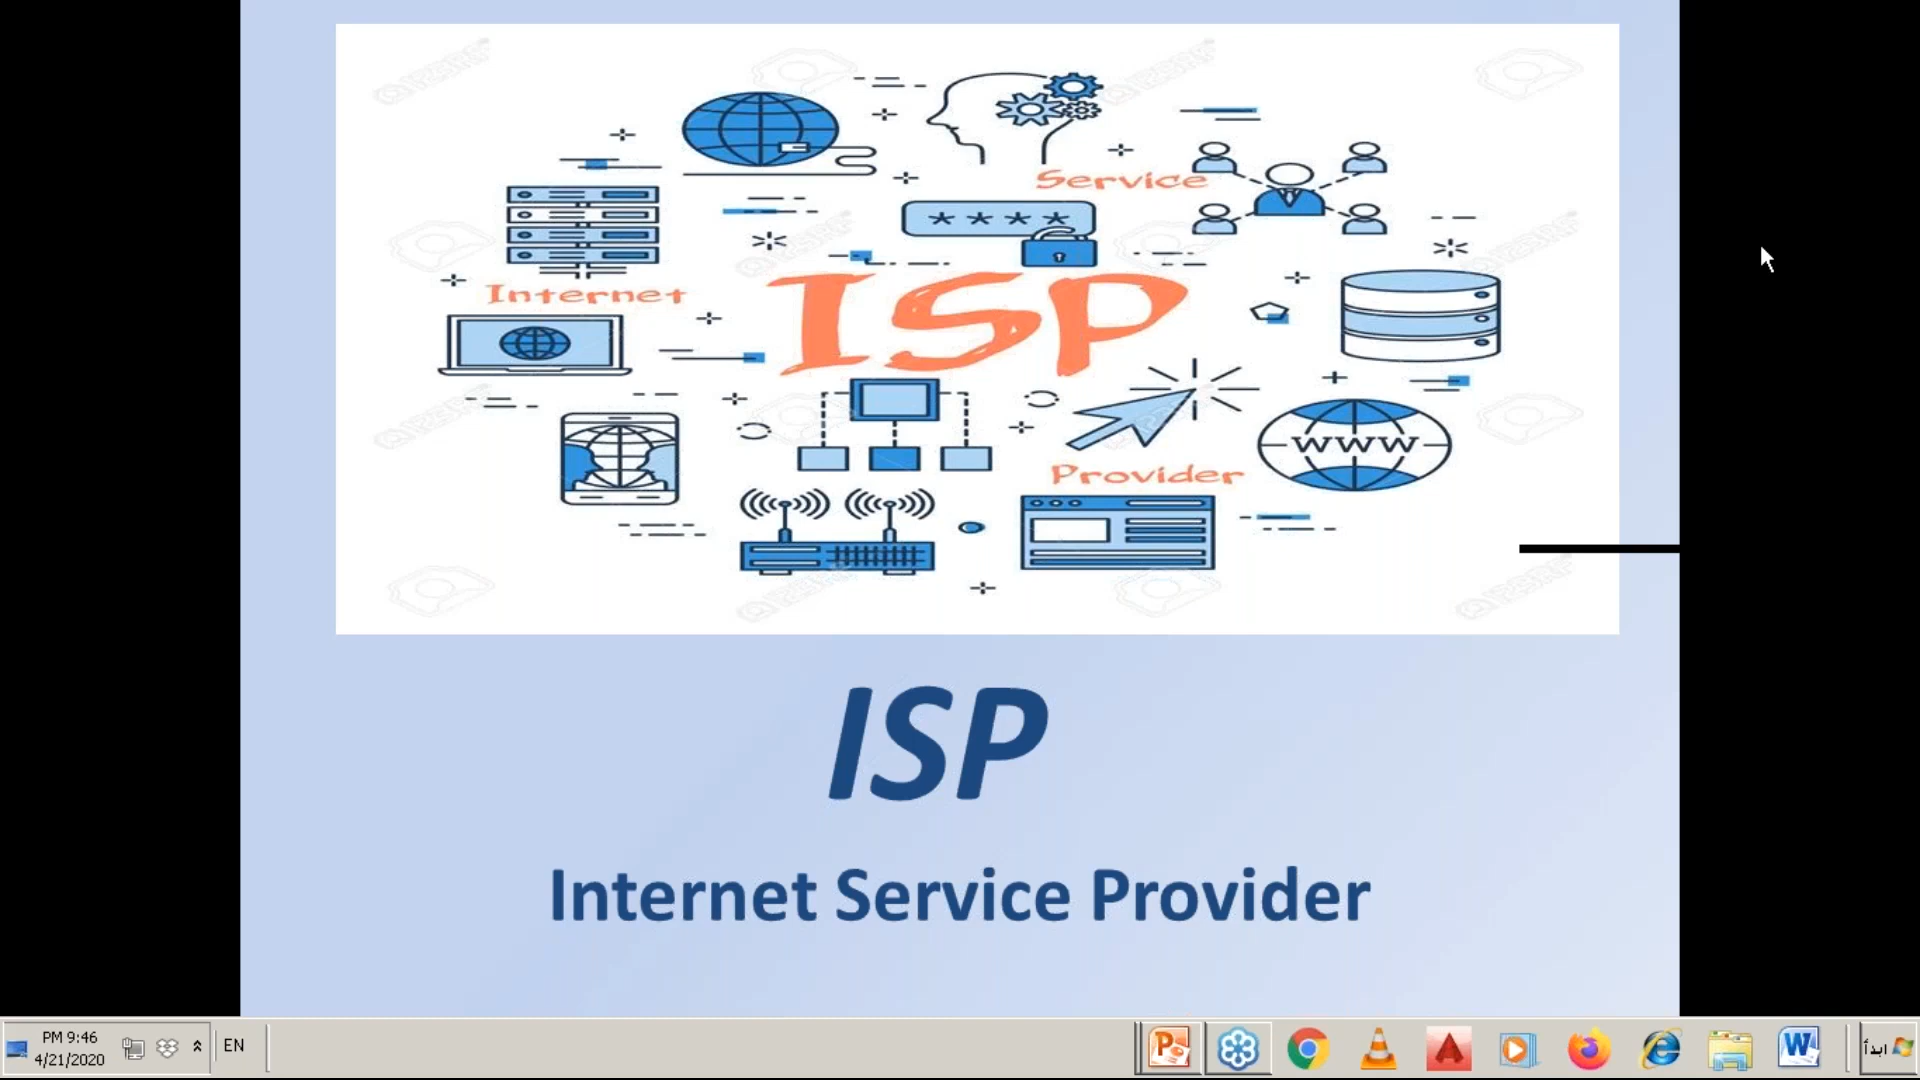 Service
* * * *
Internet
ISP
WWW
Provider
ISP
Internet Service Provider
PM 9:46
4/21/2020
EN
ابدأ